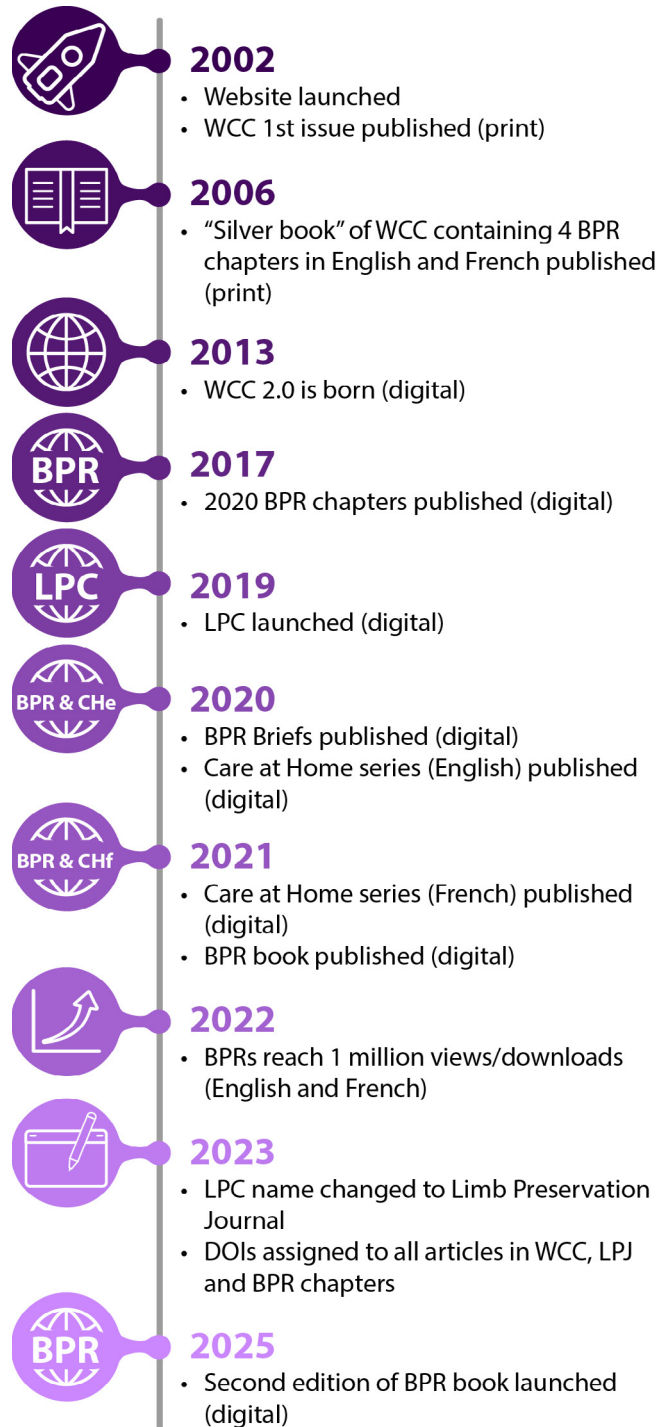 2002
• Website launched
• WCC 1st issue published (print)
2006
• “Silver book” of WCC containing 4 BPR
chapters in English and French published
(print)
2013
• WCC 2.0 is born (digital)
BPR
2017
• 2020 BPR chapters published (digital)
LPC
2019
• LPC launched (digital)
BPR & CHe
2020
• BPR Briefs published (digital)
• Care at Home series (English) published
(digital)
BPR & CHf
2021
• Care at Home series (French) published
(digital)
• BPR book published (digital)
2022
• BPRs reach 1 million views/downloads
(English and French)
2023
• LPC name changed to Limb Preservation
Journal
• DOIs assigned to all articles in WCC, LPJ
and BPR chapters
BPR
2025
• Second edition of BPR book launched
(digital)